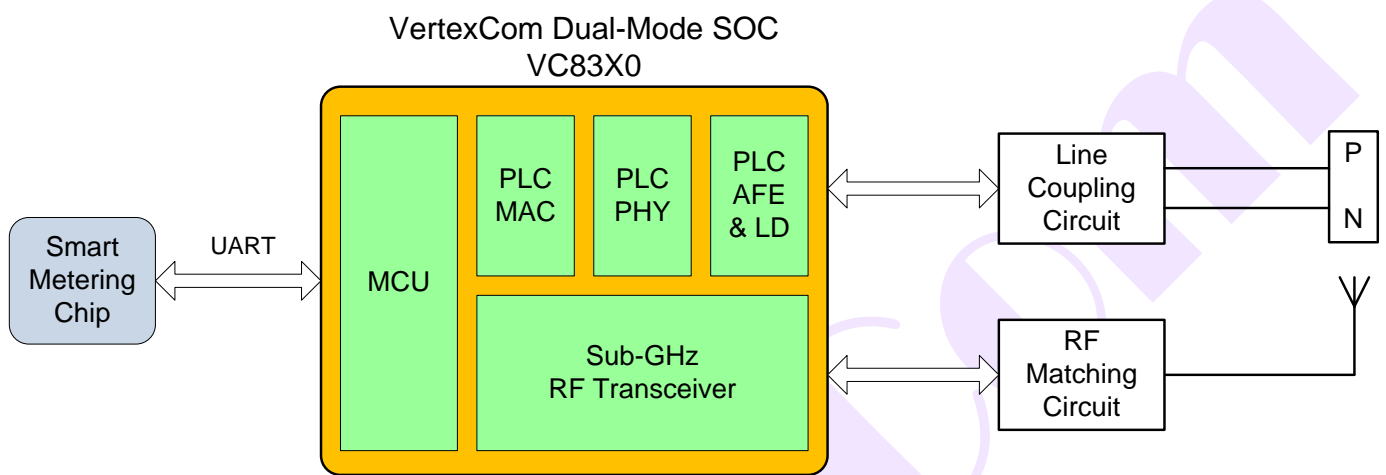 VertexCom Dual-Mode SOC
VC83X0
Smart
Metering
Chip
UART
MCU
PLC
MAC
PLC
PHY
PLC
AFE
& LD
Sub-GHz
RF Transceiver
Line
Coupling
Circuit
P
N
RF
Matching
Circuit
com